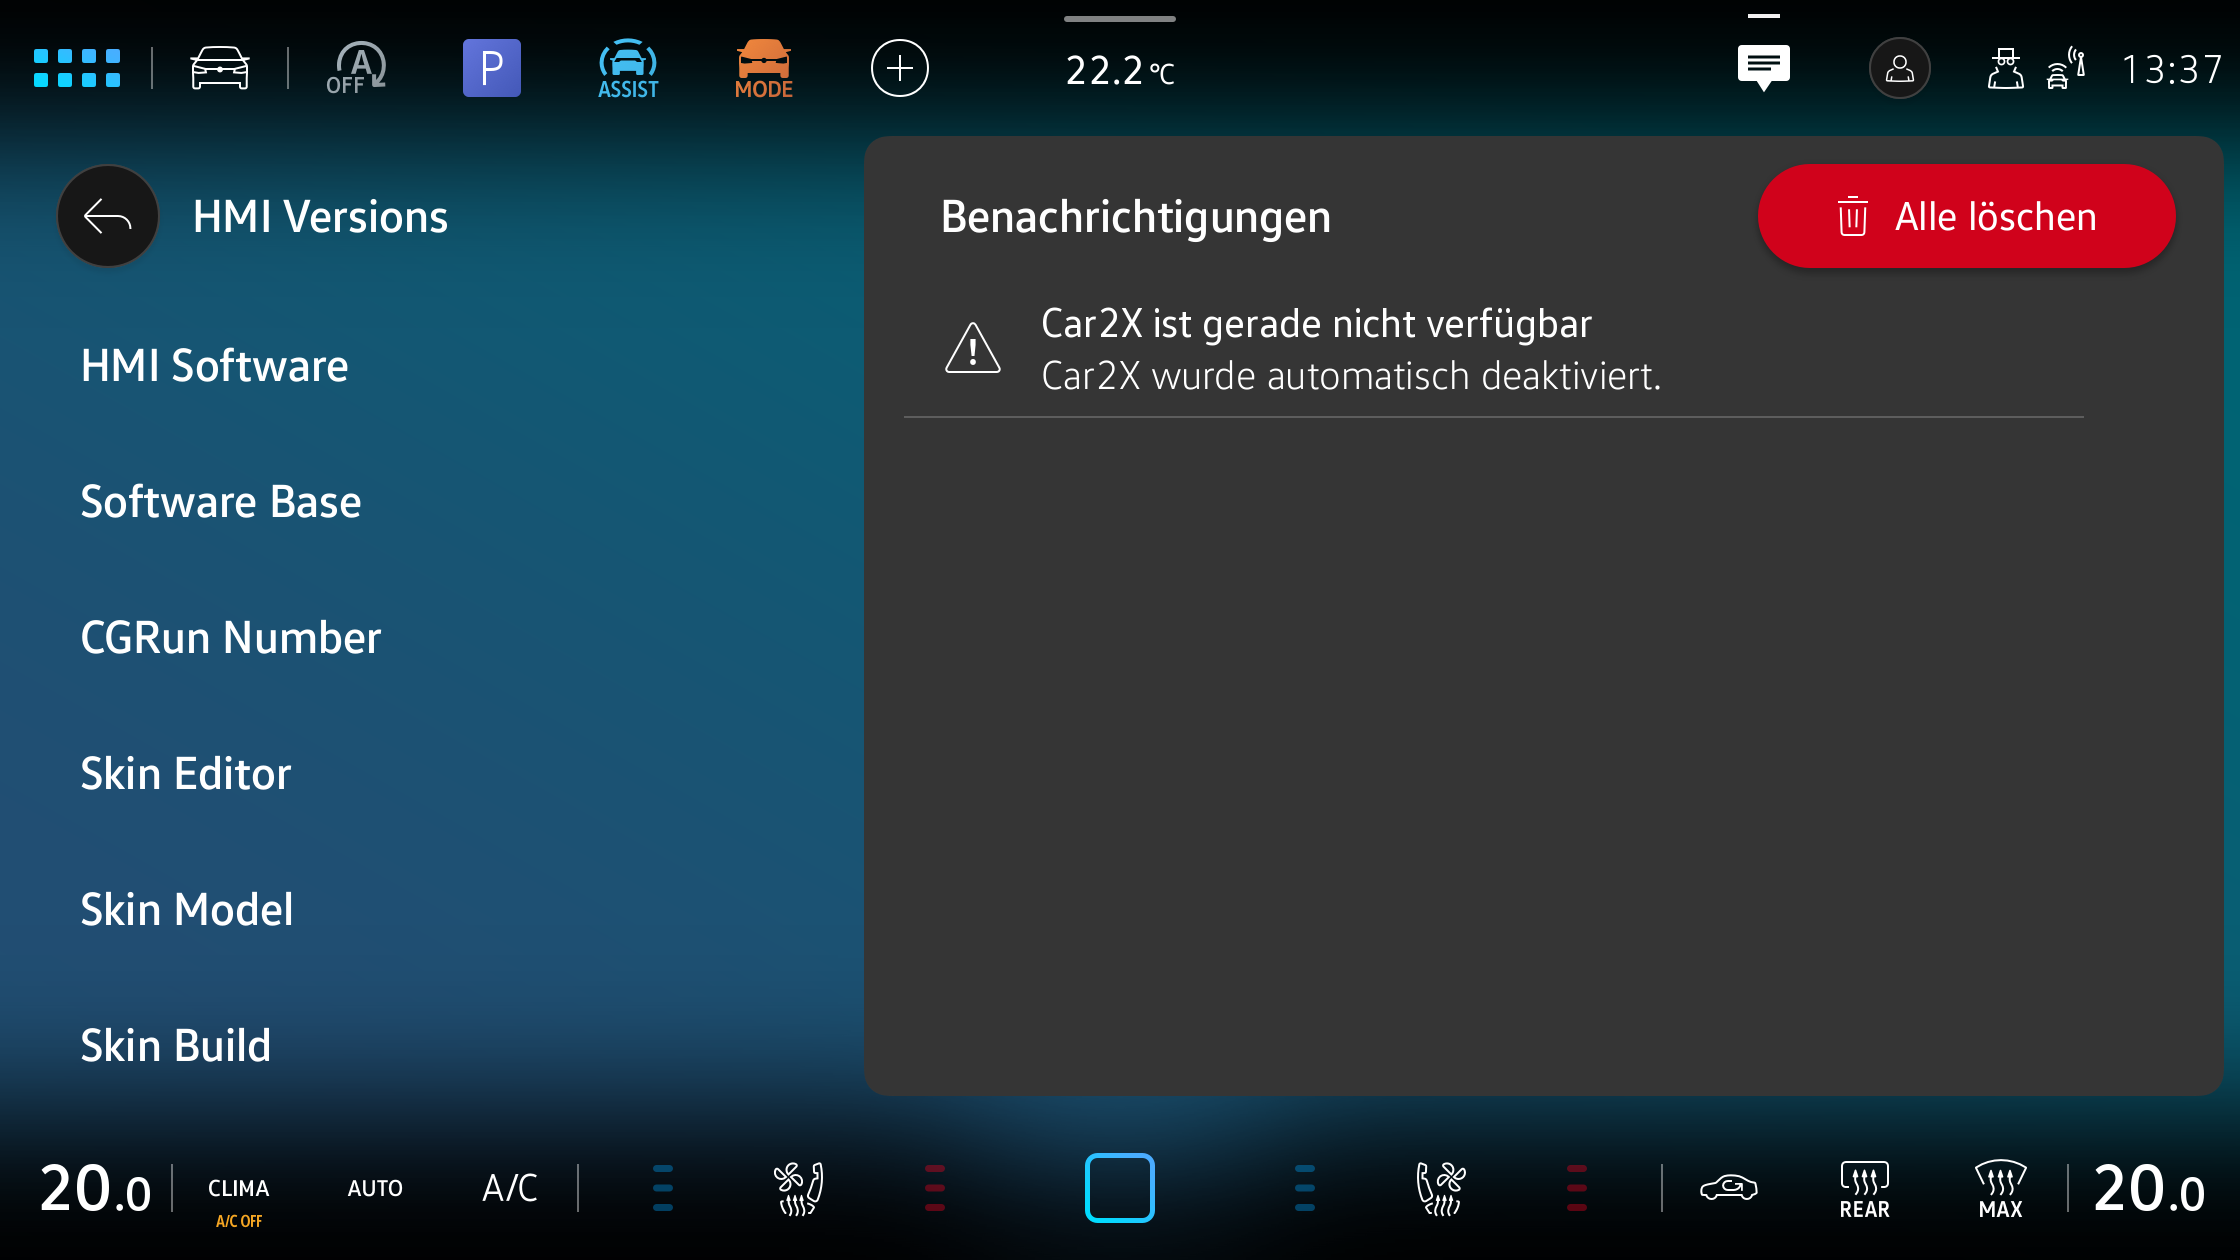 A
OFF
P
ASSIST
MODE
22.2 °C
13:37
HMI Versions
HMI Software
Software Base
CGRun Number
Skin Editor
Skin Model
Skin Build
Benachrichtigungen
Alle löschen
Car2X ist gerade nicht verfügbar
Car2X wurde automatisch deaktiviert.
20.0
CLIMA
A/C OFF
AUTO
A/C
REAR
MAX
20.0